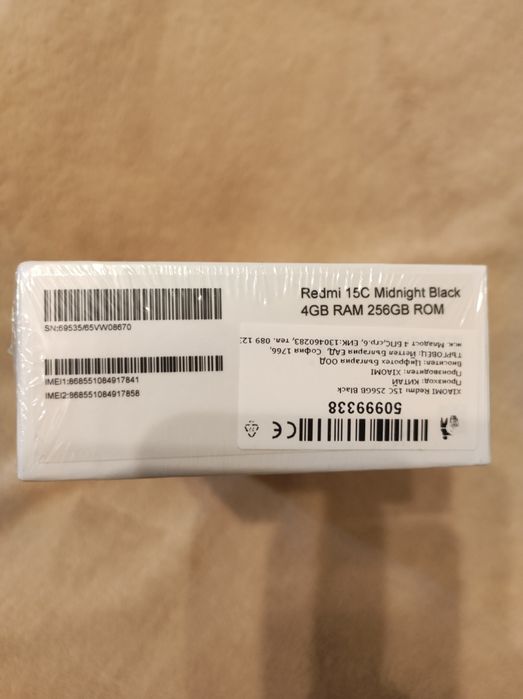 Redmi 15C Midnight Black
4GB RAM 256GB ROM
SN:69535/65VW08670
IMEI1:868551084917841
IMEI2:868551084917858
50999338
XIAOMI Redmi 15C 256GB Black
Произход: КИТАЙ
Производител: XIAOMI
Вносител: Цифротех България ООД
ТЪРГОВЕЦ: Йеттел България ЕАД, София 1766,
ж.к. Младост 4 БПС,стр.6, ЕИК:130460283, тел. 089 12
CE